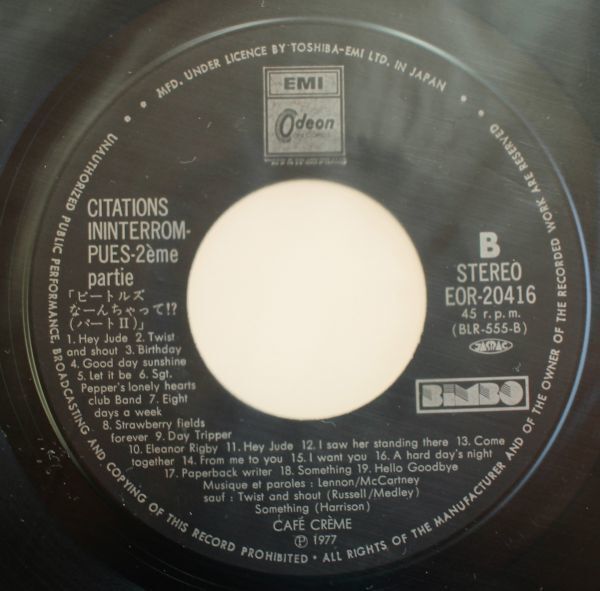 MFD. UNDER LICENCE BY TOSHIBA-EMI LTD. IN JAPAN
UNAUTHORIZED PUBLIC PERFORMANCE, BROADCASTING AND COPYING OF THIS RECORD PROHIBITED • ALL RIGHTS OF THE MANUFACTURER AND OF THE OWNER OF THE RECORDED WORK ARE RESERVED
EMI
Odeon
CITATIONS
ININTERROM-
PUES-2ème
partie
「ビートルズ
なーんちゃって!?
(パートⅡ)」
B
STEREO
EOR-20416
45 r.p.m.
(BLR-555-B)
JASRAC
BIMBO
1. Hey Jude 2. Twist
and shout 3. Birthday
4. Good day sunshine
5. Let it be 6. Sgt.
Pepper's lonely hearts
club Band 7. Eight
days a week
8. Strawberry fields
forever 9. Day Tripper
10. Eleanor Rigby 11. Hey Jude 12. I saw her standing there 13. Come
together 14. From me to you 15. I want you 16. A hard day's night
17. Paperback writer 18. Something 19. Hello Goodbye
Musique et paroles : Lennon/McCartney
sauf : Twist and shout (Russell/Medley)
Something (Harrison)
CAFÉ CRÈME
Ⓟ 1977